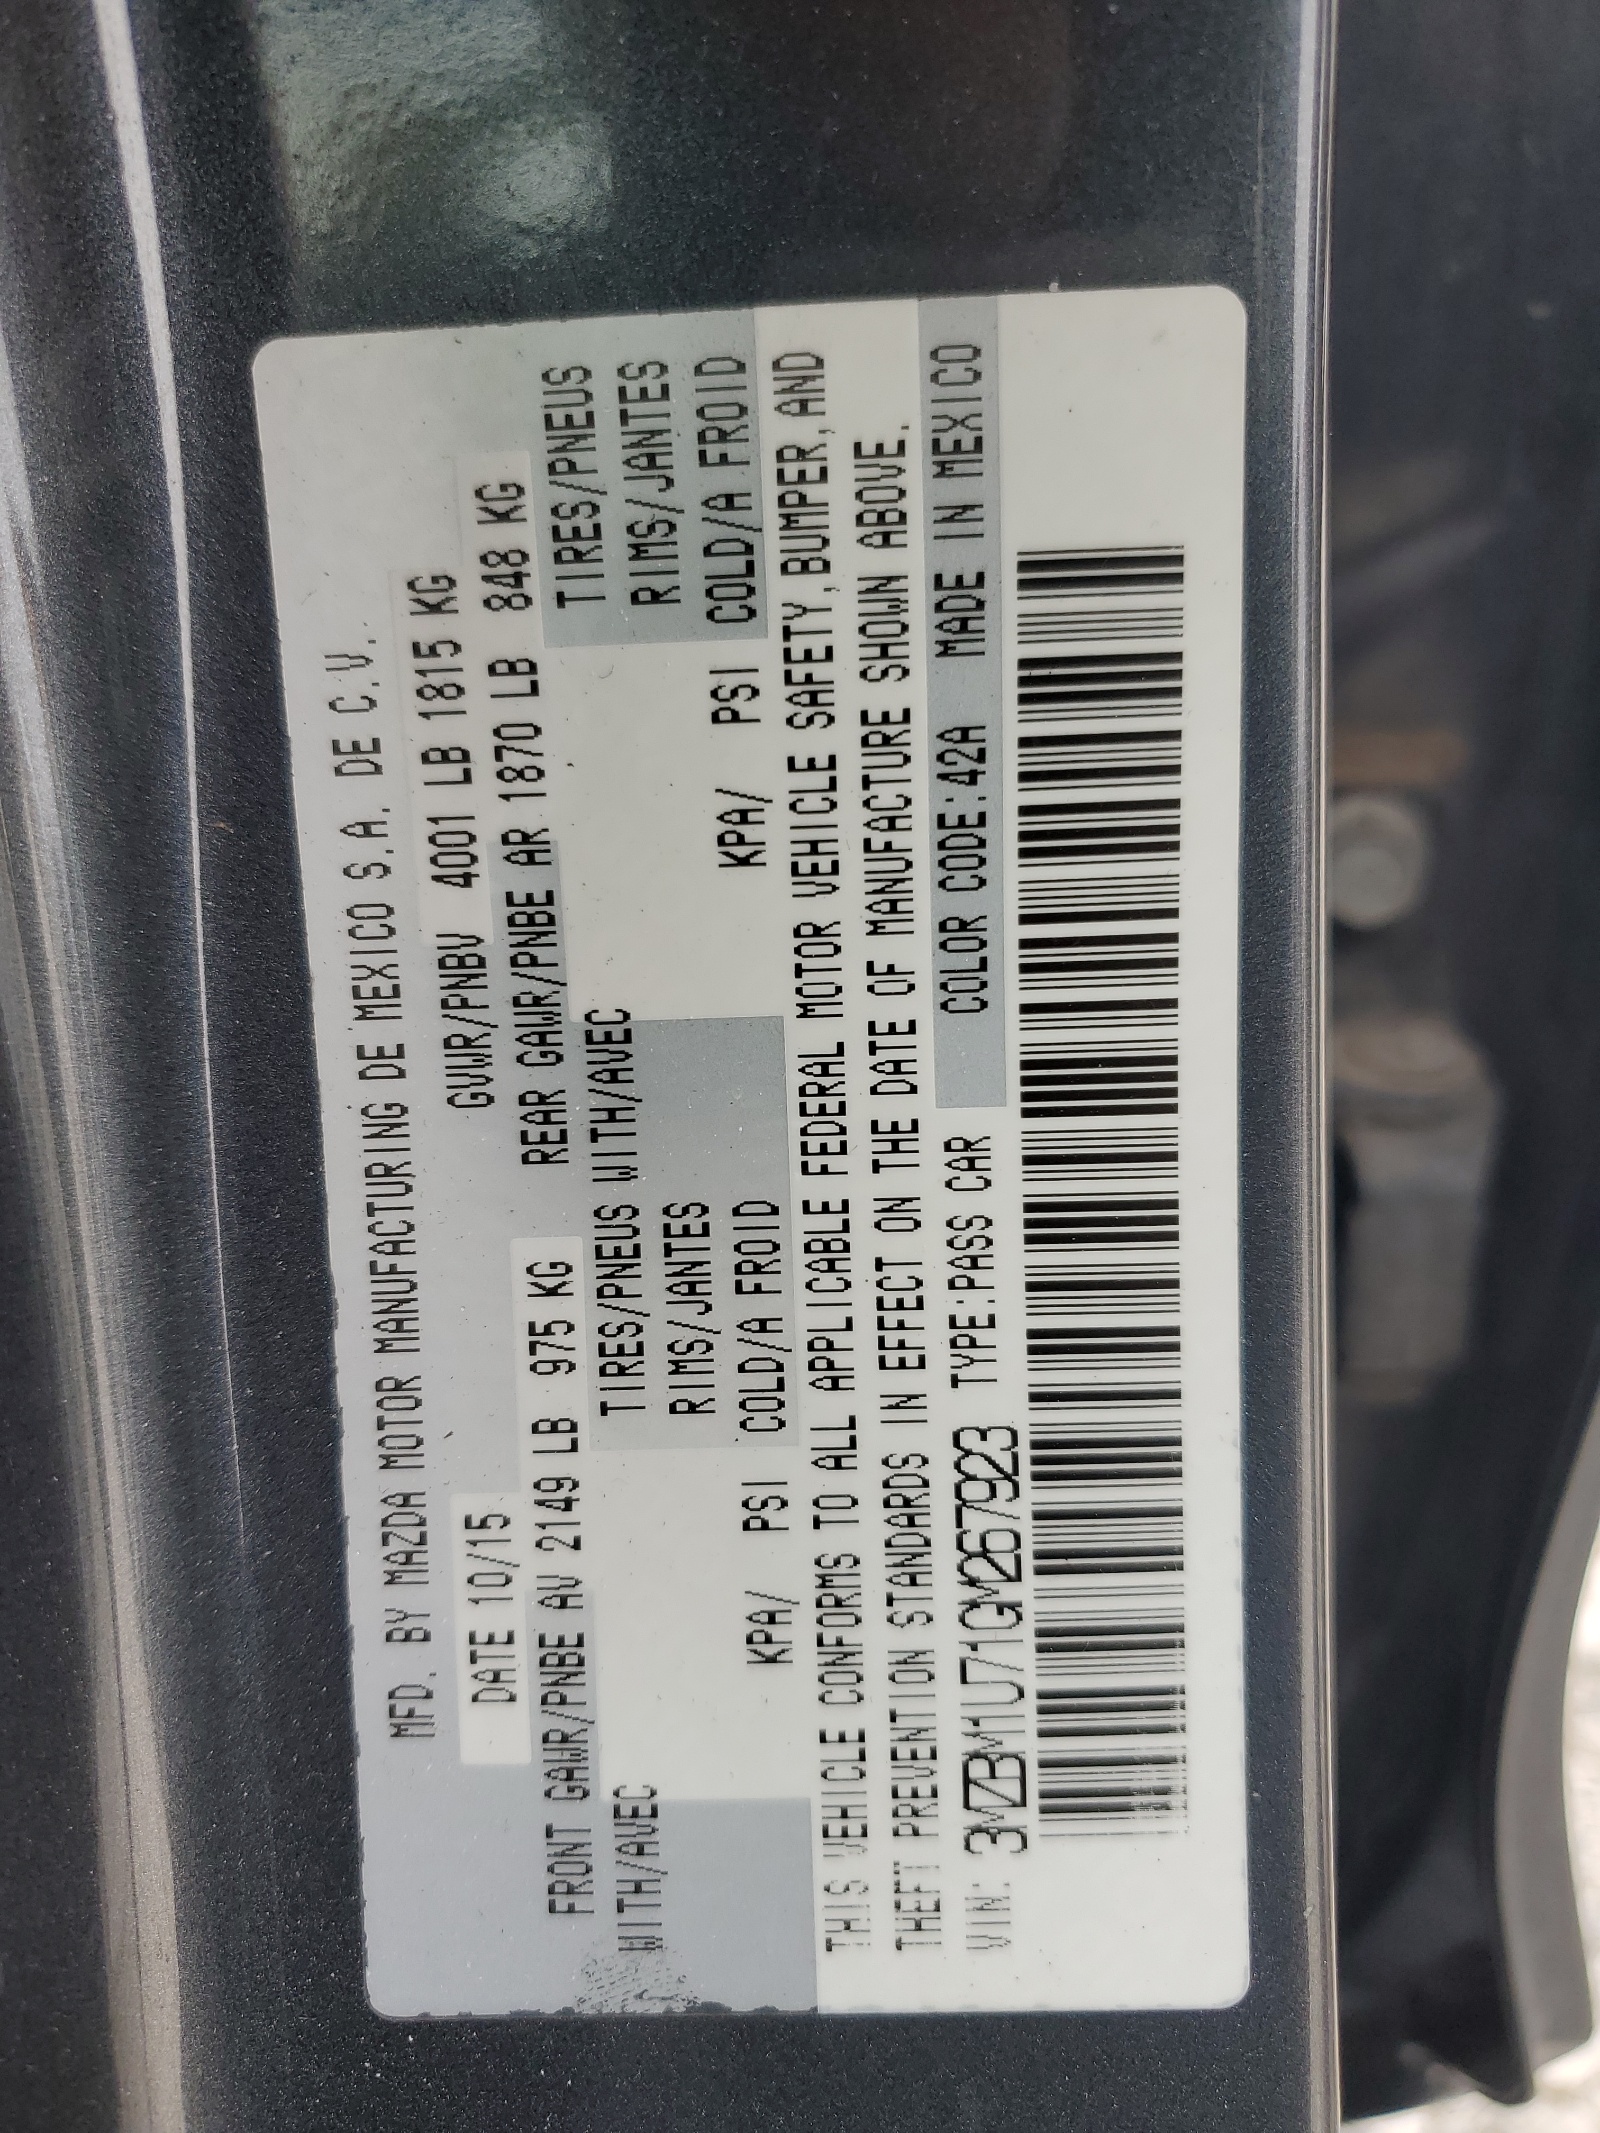 MFD. BY MAZDA MOTOR MANUFACTURING DE MEXICO S.A. DE C.V.
DATE 10/15 GVWR/PNBV 4001 LB 1815 KG
FRONT GAWR/PNBE AV 2149 LB 975 KG REAR GAWR/PNBE AR 1870 LB 848 KG
WITH/AVEC TIRES/PNEUS WITH/AVEC TIRES/PNEUS
RIMS/JANTES RIMS/JANTES
KPA/ PSI COLD/A FROID KPA/ PSI COLD/A FROID
THIS VEHICLE CONFORMS TO ALL APPLICABLE FEDERAL MOTOR VEHICLE SAFETY, BUMPER, AND
THEFT PREVENTION STANDARDS IN EFFECT ON THE DATE OF MANUFACTURE SHOWN ABOVE.
VIN: 3MZBM1U71GM267923 TYPE:PASS CAR COLOR CODE:42A MADE IN MEXICO